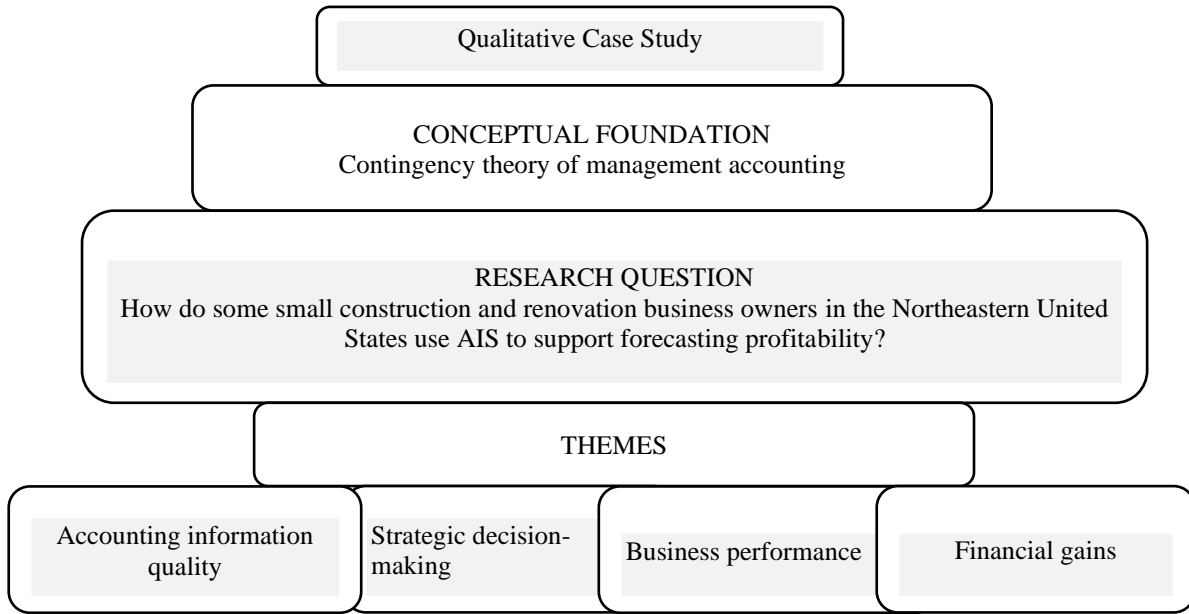 Qualitative Case Study
CONCEPTUAL FOUNDATION
Contingency theory of management accounting
RESEARCH QUESTION
How do some small construction and renovation business owners in the Northeastern United
States use AIS to support forecasting profitability?
THEMES
Accounting information
quality
Strategic decision-
making
Business performance
Financial gains